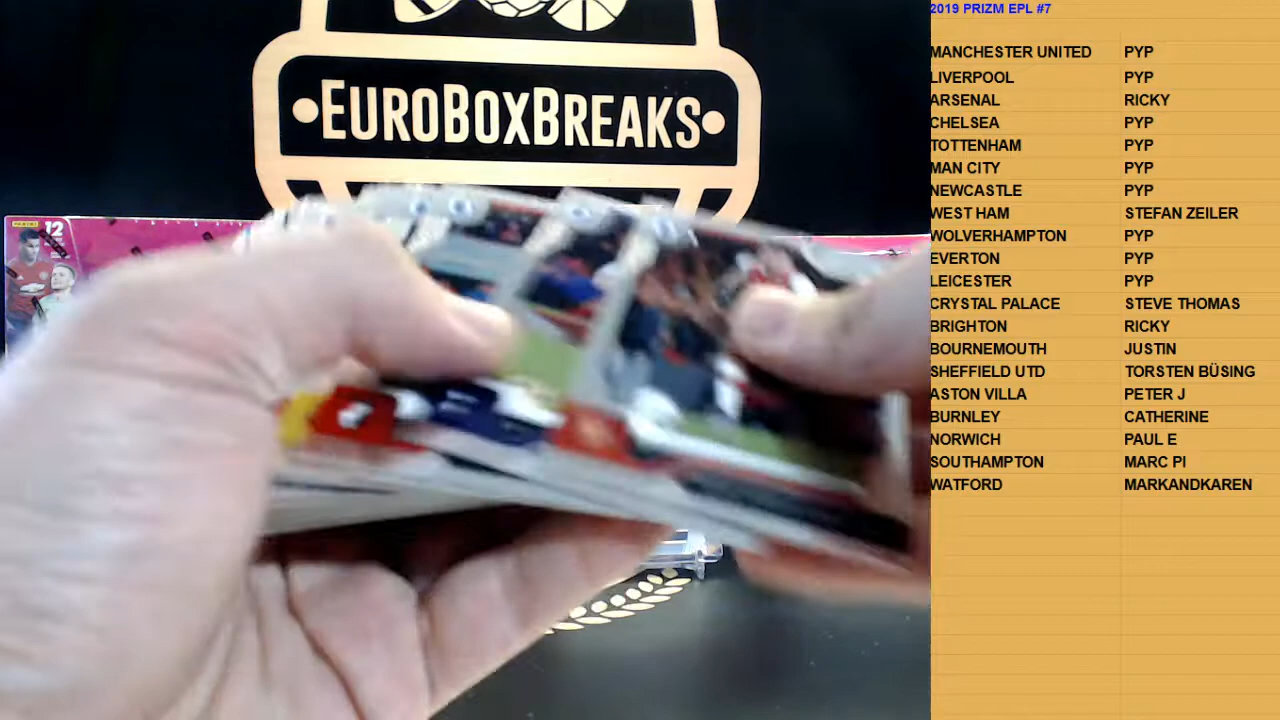 2019 PRIZM EPL #7
MANCHESTER UNITED PYP
LIVERPOOL PYP
ARSENAL RICKY
CHELSEA PYP
TOTTENHAM PYP
MAN CITY PYP
NEWCASTLE PYP
WEST HAM STEFAN ZEILER
WOLVERHAMPTON PYP
EVERTON PYP
LEICESTER PYP
CRYSTAL PALACE STEVE THOMAS
BRIGHTON RICKY
BOURNEMOUTH JUSTIN
SHEFFIELD UTD TORSTEN BÜSING
ASTON VILLA PETER J
BURNLEY CATHERINE
NORWICH PAUL E
SOUTHAMPTON MARC PI
WATFORD MARKANDKAREN
•EUROBOXBREAKS•
12